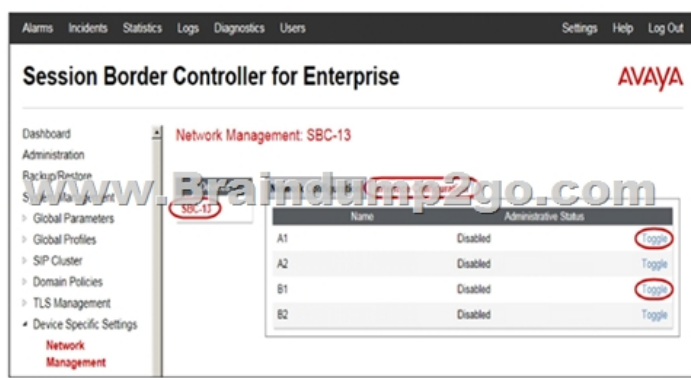 Alarms Incidents Statistics Logs Diagnostics Users Settings Help Log Out
Session Border Controller for Enterprise
AVAYA
Dashboard
Administration
Backup/Restore
Global Parameters
Global Profiles
SIP Cluster
Domain Policies
TLS Management
Device Specific Settings
Network
Management
Network Management: SBC-13
www.Braindump2go.com
SBC-13
Name Administrative Status
A1 Disabled Toggle
A2 Disabled Toggle
B1 Disabled Toggle
B2 Disabled Toggle